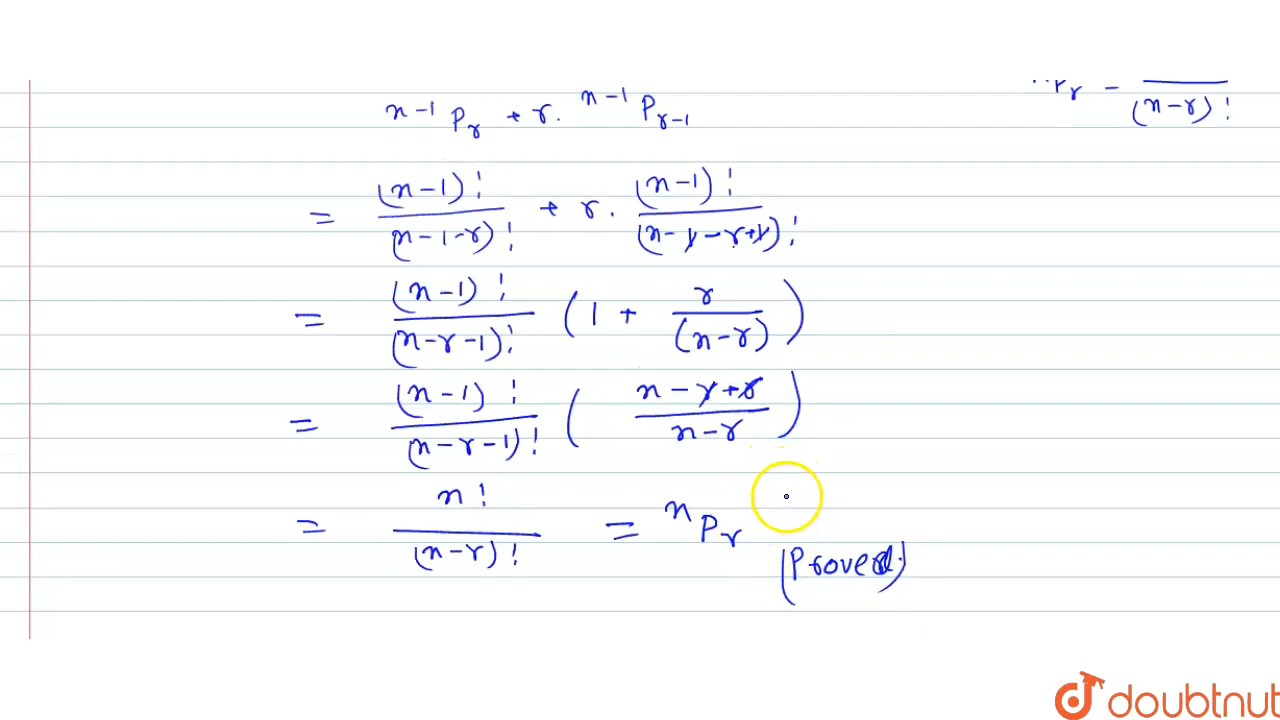 ⁿ⁻¹Pᵣ + r. ⁿ⁻¹Pᵣ₋₁
Pᵣ - ── / (n-r)!
= (n-1)! / (n-1-r)! + r. (n-1)! / (n-1-r+1)!
= (n-1)! / (n-r-1)! (1 + r / (n-r))
= (n-1)! / (n-r-1)! ( n-r+r / n-r )
= n! / (n-r)! = ⁿPᵣ
(Proved)
doubtnut